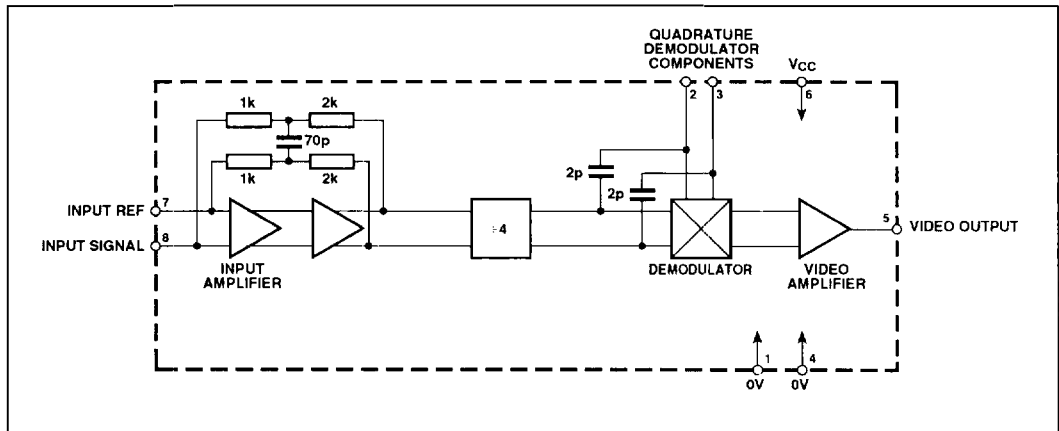 QUADRATURE
DEMODULATOR
COMPONENTS
VCC
2
3
6
1k
2k
70p
1k
2k
2p
2p
INPUT REF
7
÷4
5
VIDEO OUTPUT
INPUT SIGNAL
8
INPUT
AMPLIFIER
DEMODULATOR
VIDEO
AMPLIFIER
1
4
0V
0V